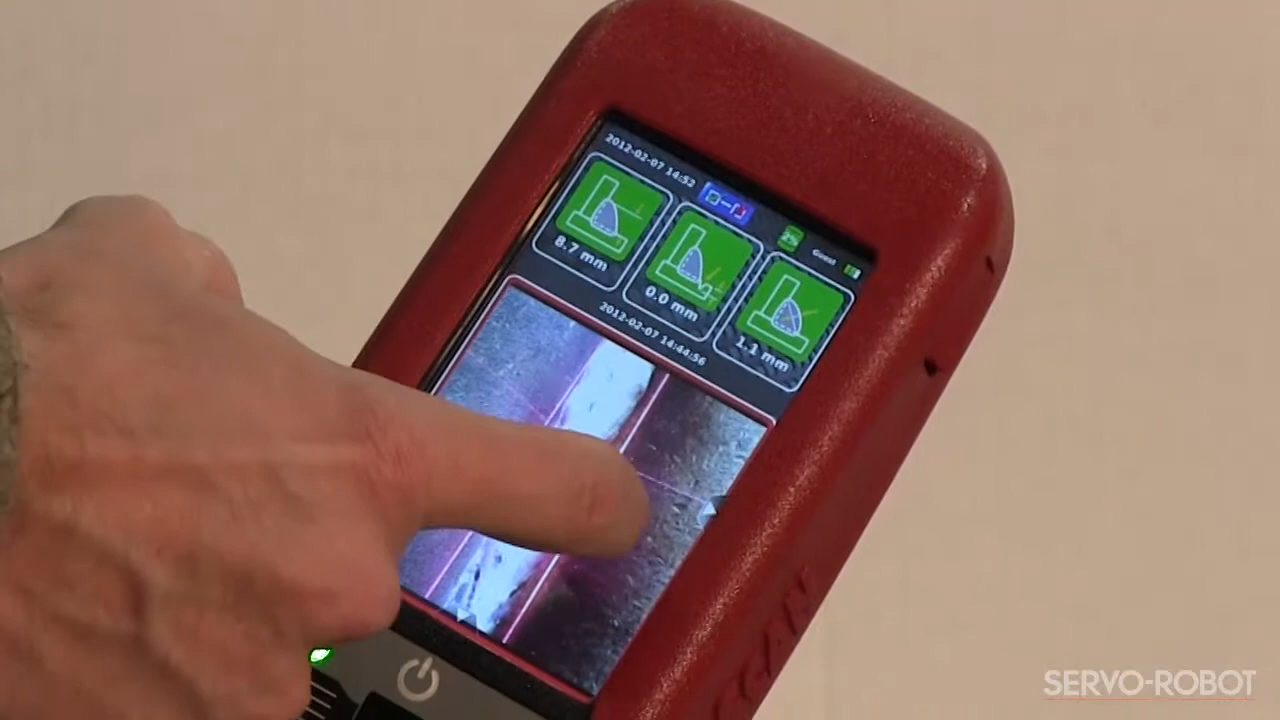 2012-02-07 14:52
2%
Guest
8.7 mm
0.0 mm
1.1 mm
2012-02-07 14:44:56
SERVO-ROBOT